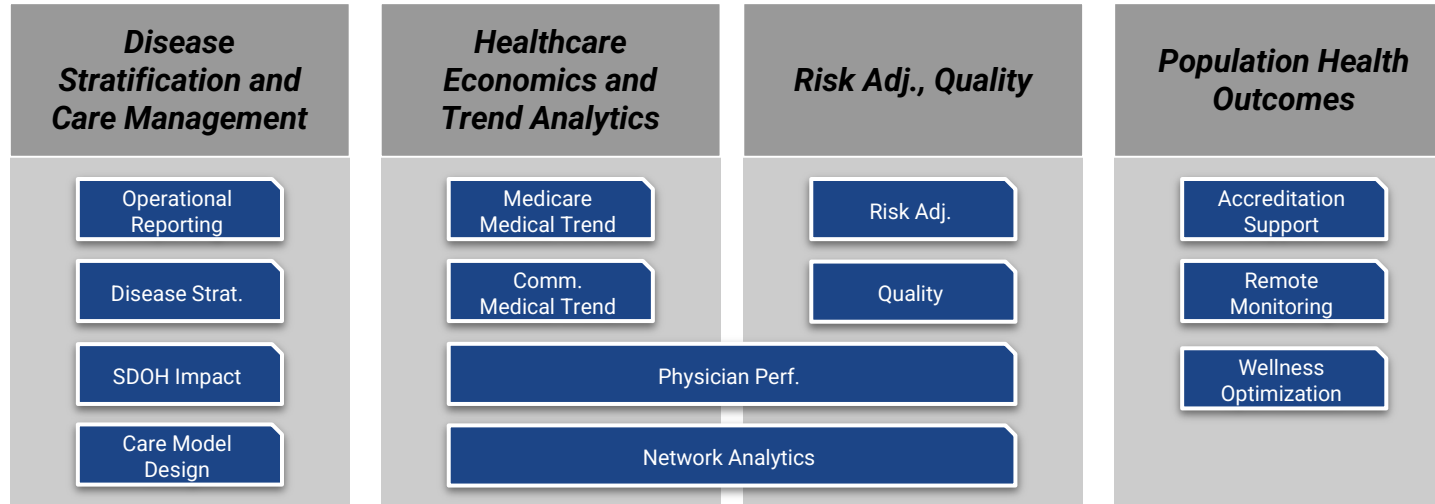 Disease
Stratification and
Care Management
Operational
Reporting
Disease Strat.
SDOH Impact
Care Model
Design
Healthcare
Economics and
Trend Analytics
Medicare
Medical Trend
Comm.
Medical Trend
Risk Adj., Quality
Risk Adj.
Quality
Physician Perf.
Network Analytics
Population Health
Outcomes
Accreditation
Support
Remote
Monitoring
Wellness
Optimization